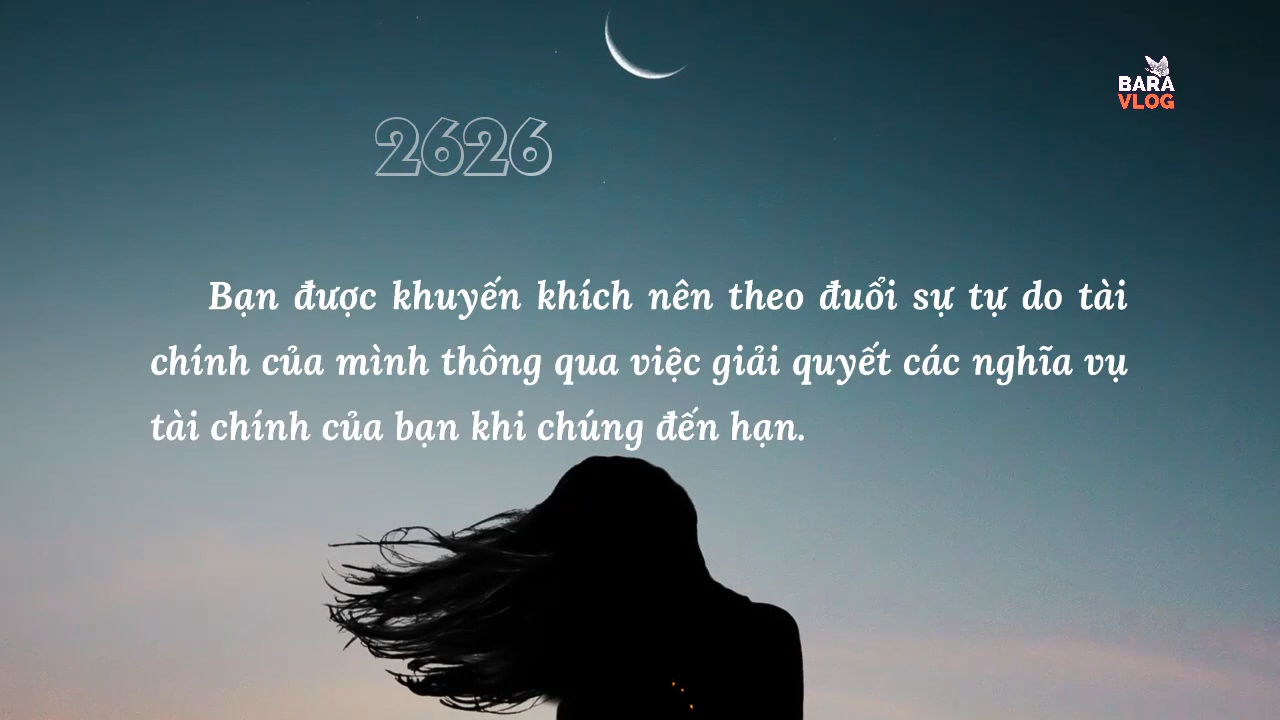 BARA
VLOG
2626
Bạn được khuyến khích nên theo đuổi sự tự do tài
chính của mình thông qua việc giải quyết các nghĩa vụ
tài chính của bạn khi chúng đến hạn.